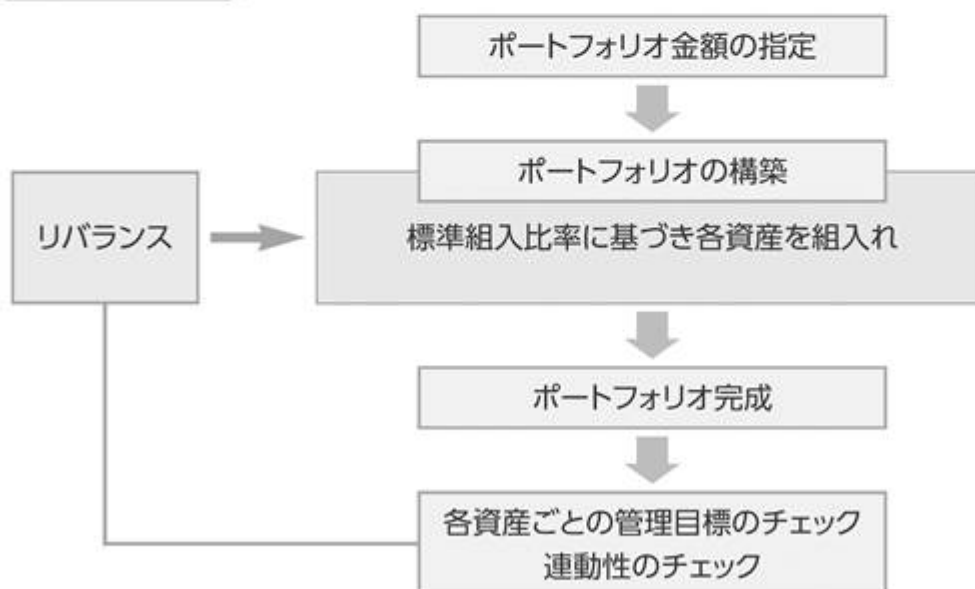 ポートフォリオ金額の指定
ポートフォリオの構築
リバランス
標準組入比率に基づき各資産を組入れ
ポートフォリオ完成
各資産ごとの管理目標のチェック
連動性のチェック